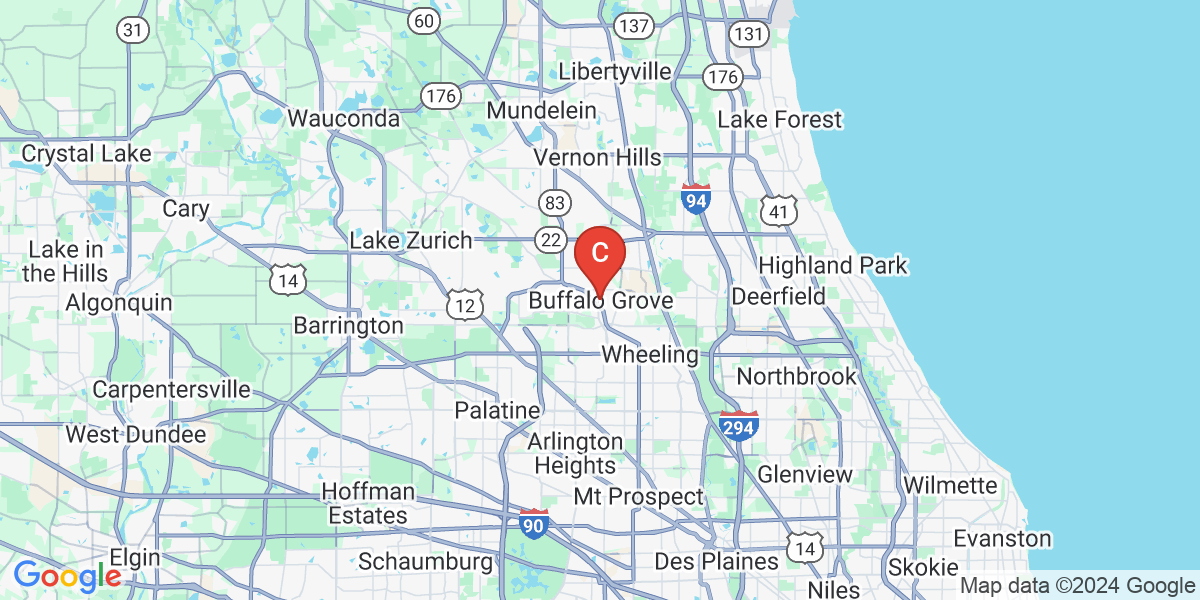 60
31
137
131
Libertyville
176
176
Mundelein
Wauconda
Lake Forest
Crystal Lake
Vernon Hills
94
83
41
Cary
22
Lake Zurich
C
Lake in
the Hills
Highland Park
14
12
Deerfield
Algonquin
Buffalo Grove
Barrington
Wheeling
Northbrook
Carpentersville
Palatine
294
West Dundee
Arlington
Heights
Glenview
Hoffman
Estates
Mt Prospect
Wilmette
90
Evanston
14
Elgin
Schaumburg
Des Plaines
Skokie
Google
Niles
Map data ©2024 Google